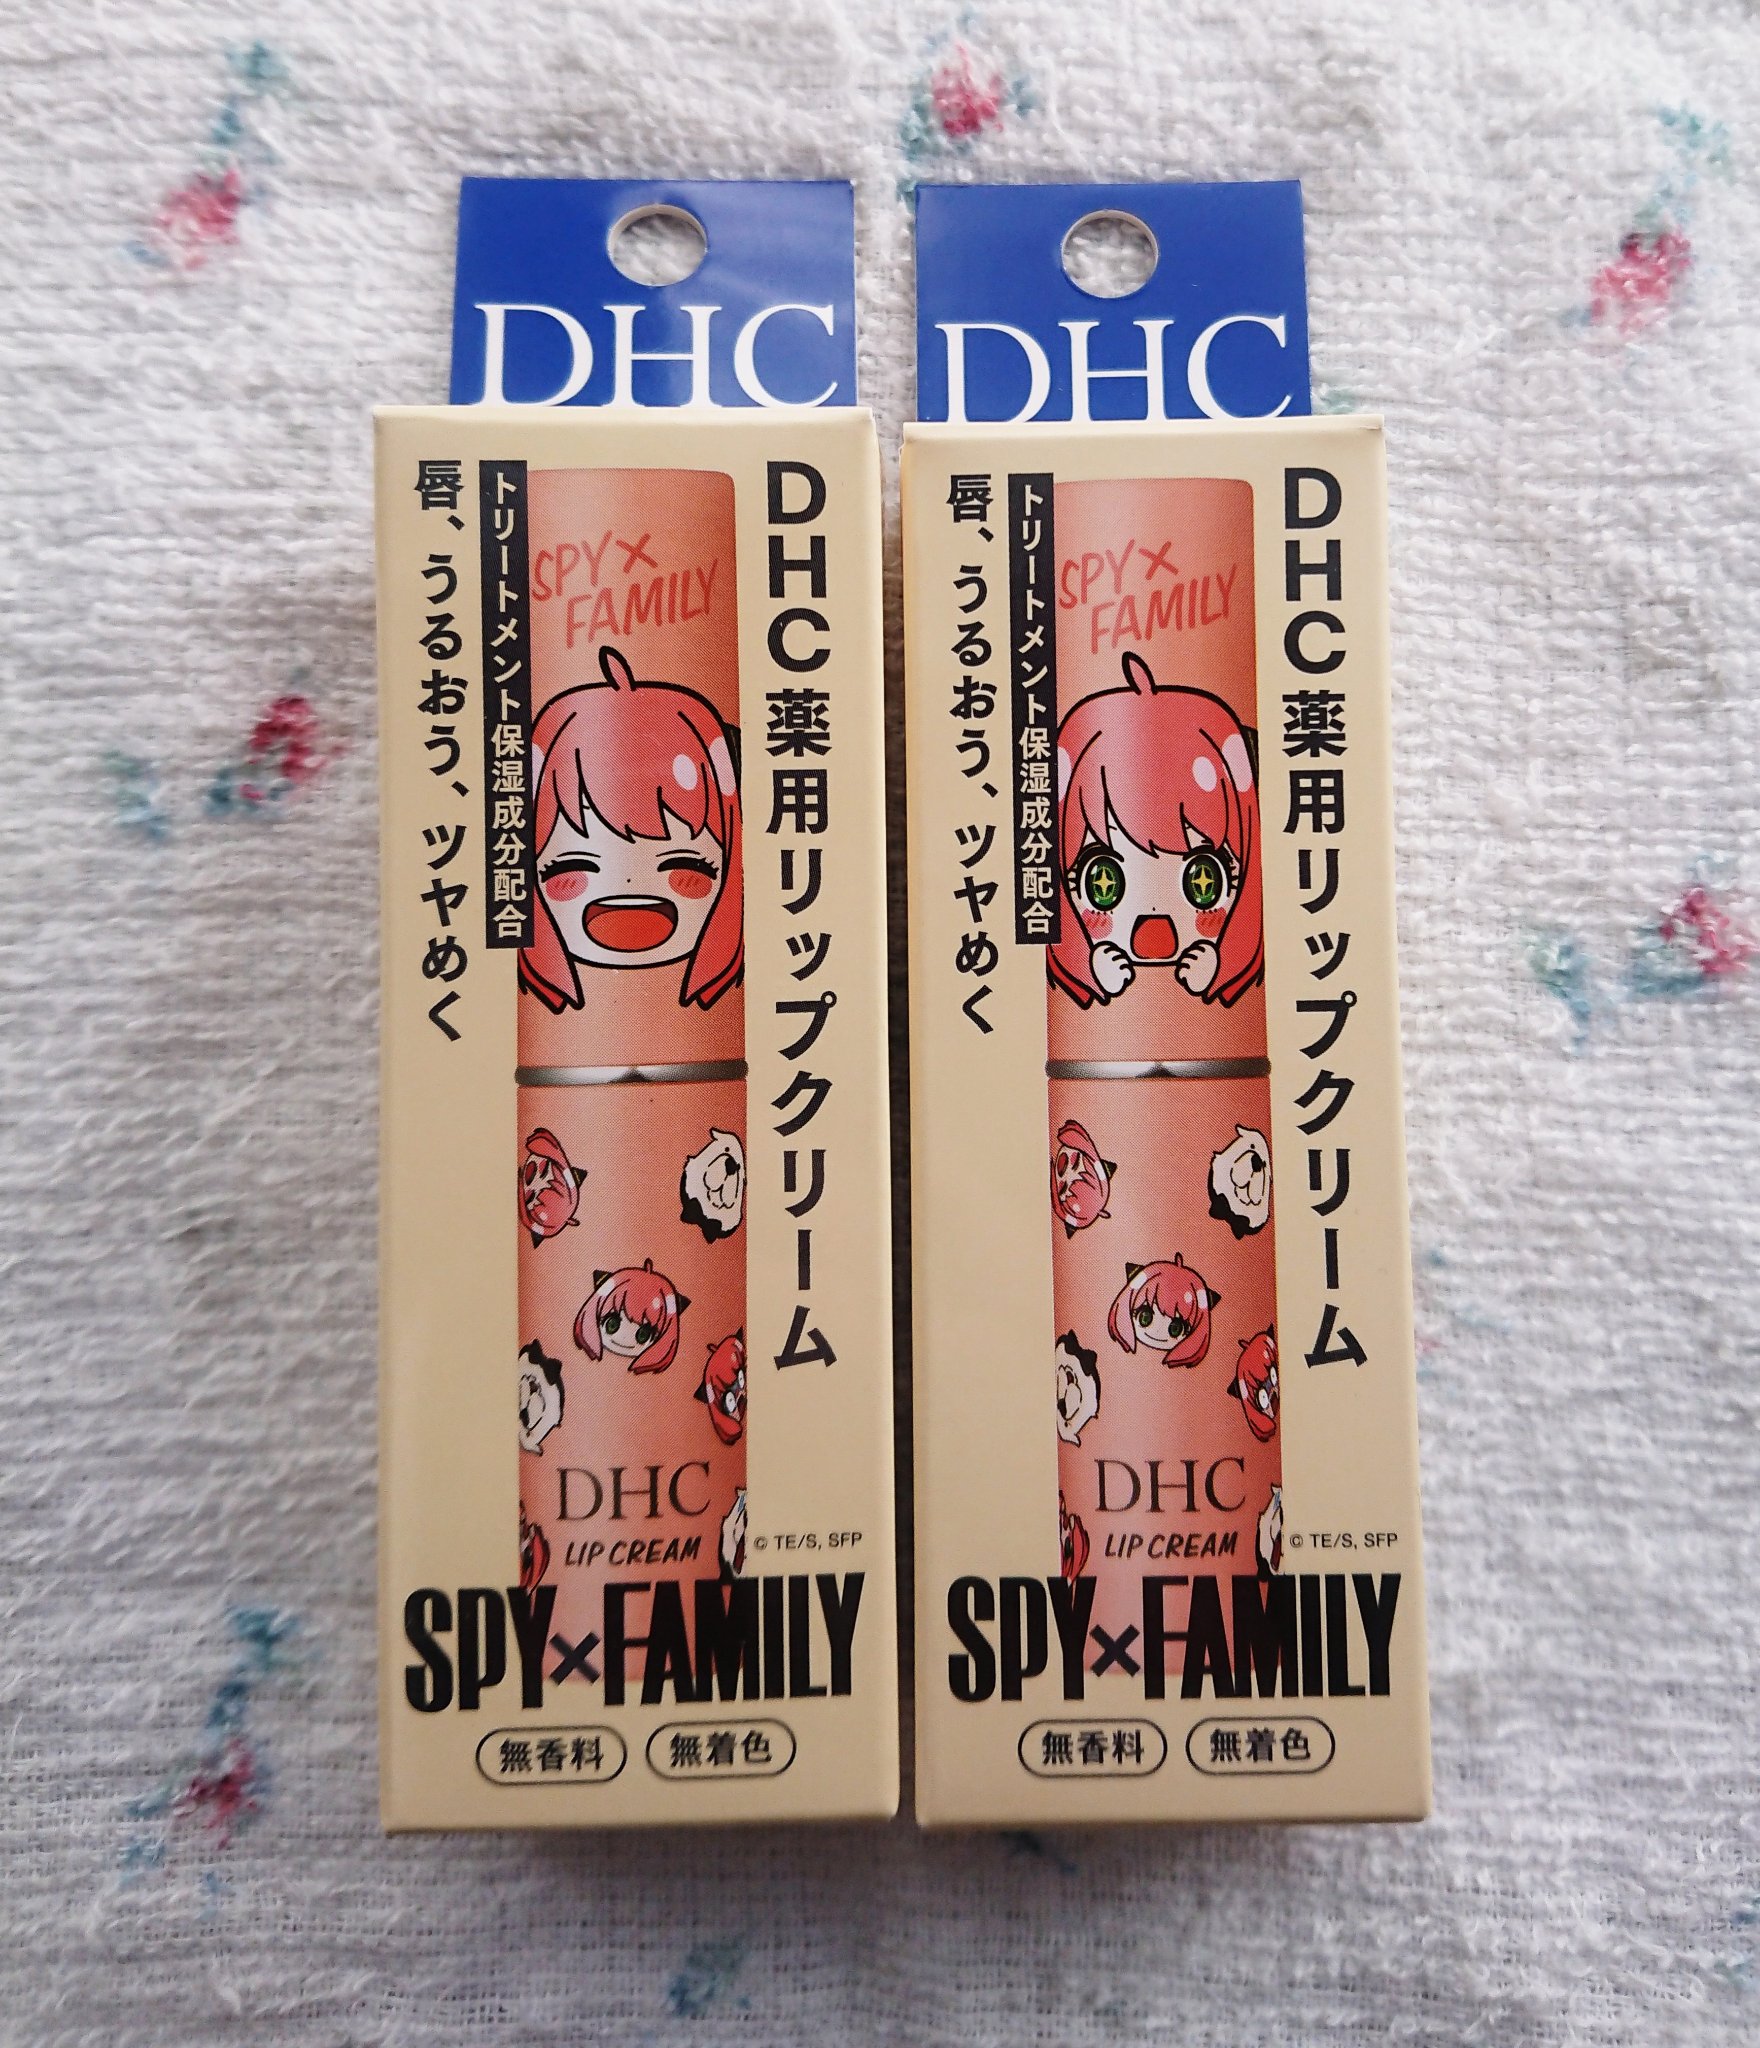 DHC
DHC薬用リップクリーム
トリートメント保湿成分配合
唇、うるおう、ツヤめく
SPY×
FAMILY
DHC
LIP CREAM
© TE/S, SFP
SPY×FAMILY
無香料
無着色
DHC
DHC薬用リップクリーム
トリートメント保湿成分配合
唇、うるおう、ツヤめく
SPY×
FAMILY
DHC
LIP CREAM
© TE/S, SFP
SPY×FAMILY
無香料
無着色